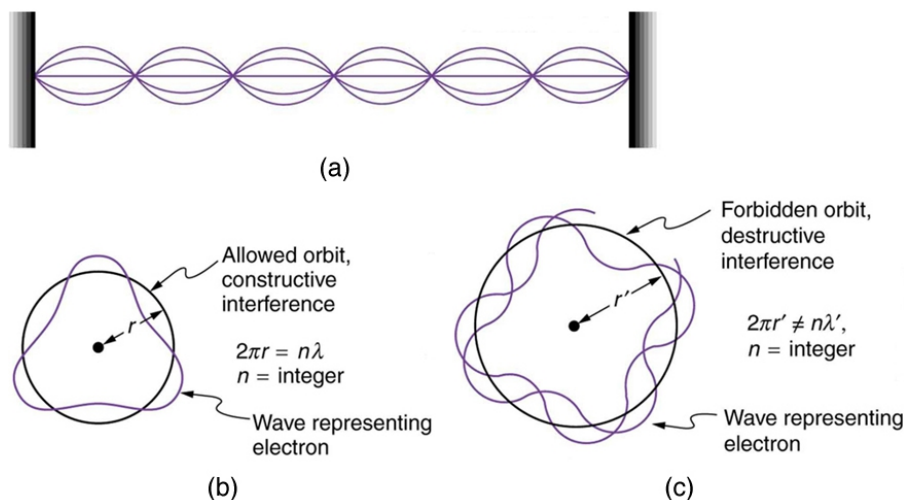 (a)
Allowed orbit,
constructive
interference
r
2πr = nλ
n = integer
Wave representing
electron
(b)
Forbidden orbit,
destructive
interference
r′
2πr′ ≠ nλ′,
n = integer
Wave representing
electron
(c)